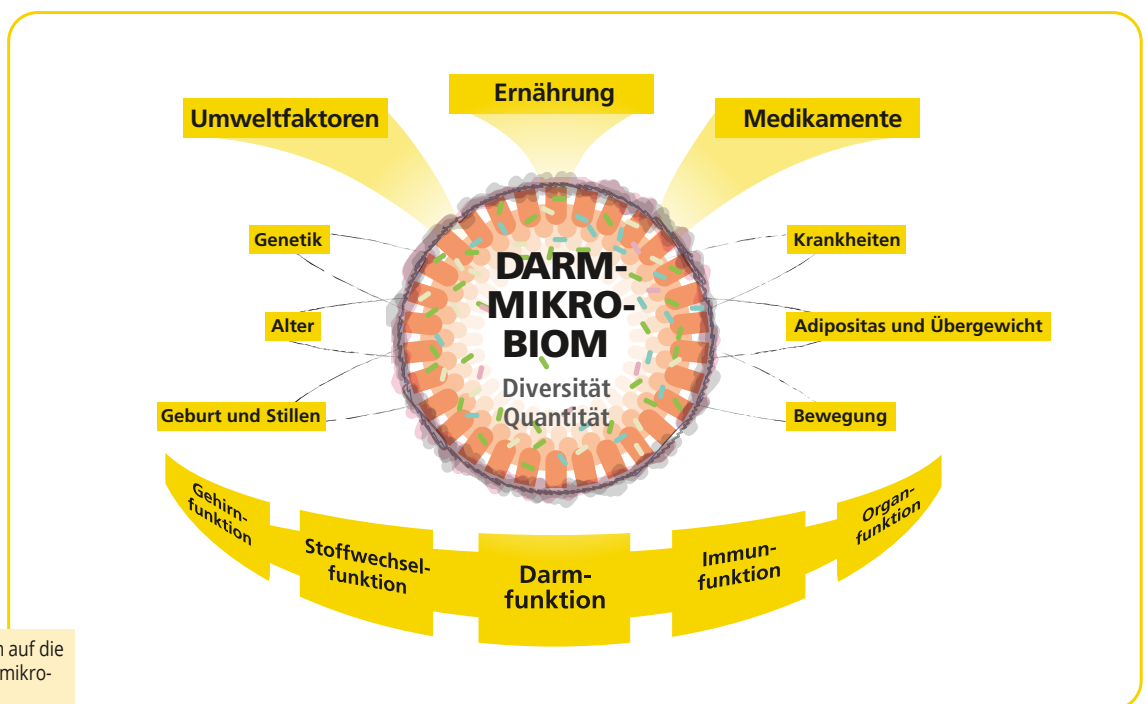 Ernährung
Umweltfaktoren
Medikamente
Genetik
Krankheiten
Alter
Adipositas und Übergewicht
Geburt und Stillen
Bewegung
DARM-
MIKRO-
BIOM
Diversität
Quantität
Gehirn-
funktion
Stoffwechsel-
funktion
Darm-
funktion
Immun-
funktion
Organ-
funktion
auf die
mikro-